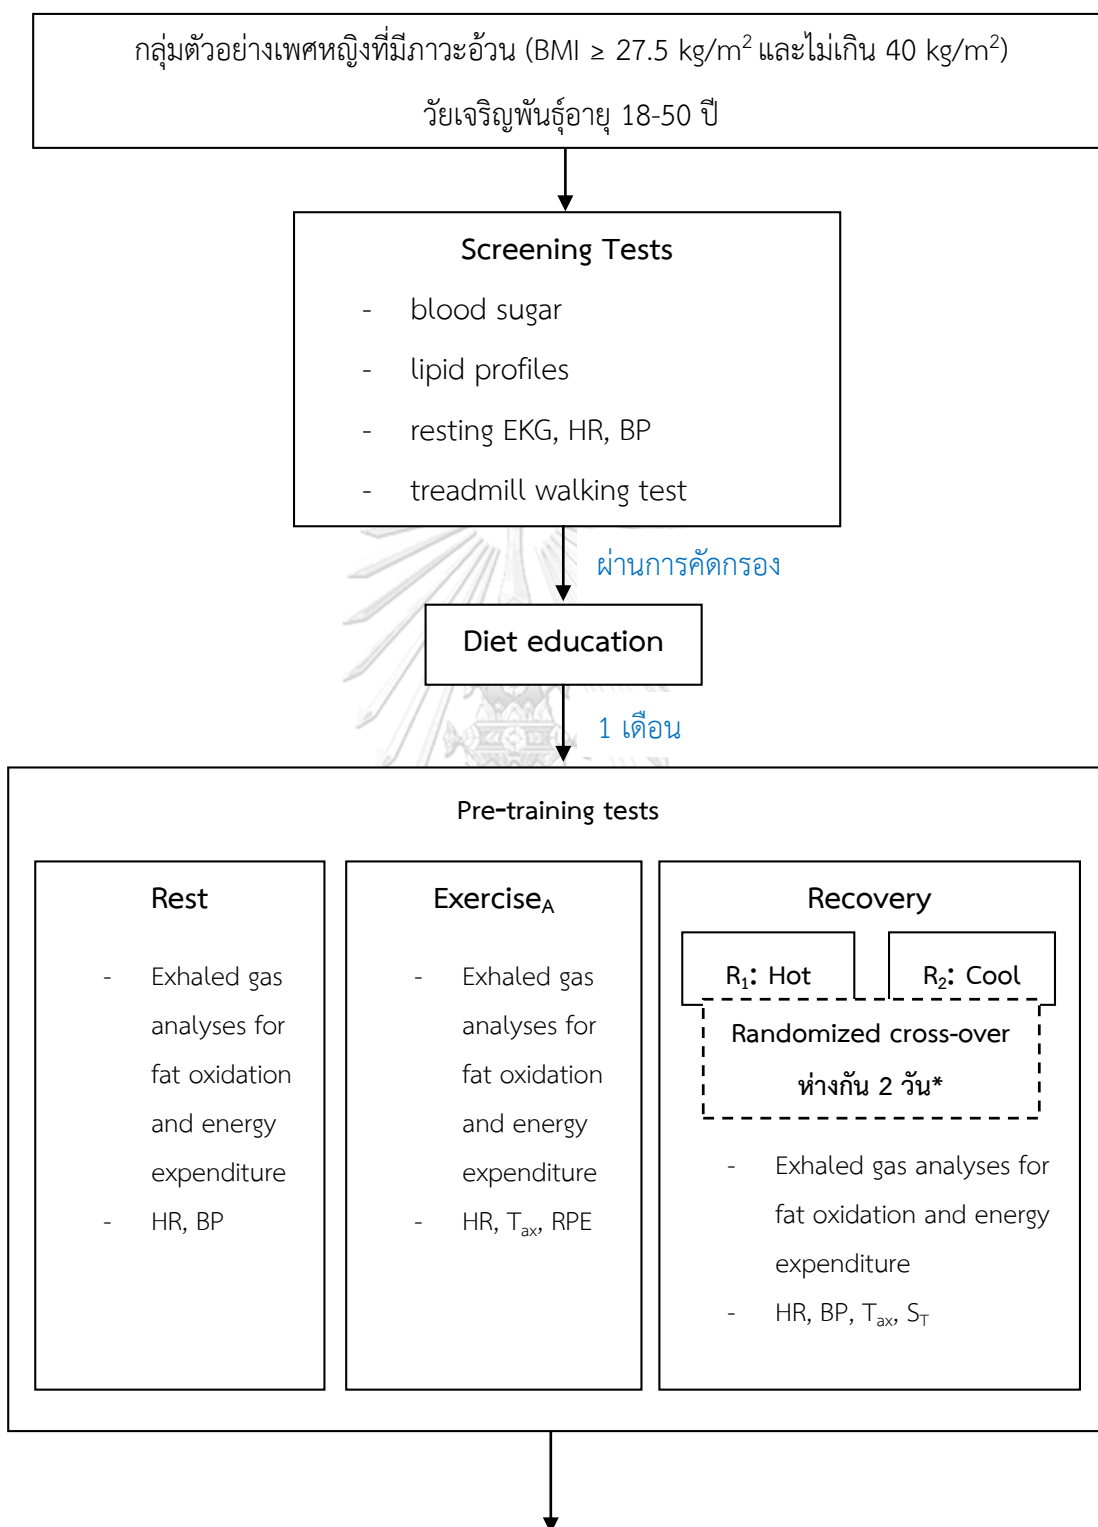 กลุ่มตัวอย่างเพศหญิงที่มีภาวะอ้วน (BMI ≥ 27.5 kg/m² และไม่เกิน 40 kg/m²)
วัยเจริญพันธุ์อายุ 18-50 ปี
Screening Tests
- blood sugar
- lipid profiles
- resting EKG, HR, BP
- treadmill walking test
ผ่านการคัดกรอง
Diet education
1 เดือน
Pre-training tests
Rest
- Exhaled gas
analyses for
fat oxidation
and energy
expenditure
- HR, BP
Exercise_A
- Exhaled gas
analyses for
fat oxidation
and energy
expenditure
- HR, T_ax, RPE
Recovery
R₁: Hot
R₂: Cool
Randomized cross-over
ห่างกัน 2 วัน*
- Exhaled gas analyses for
fat oxidation and energy
expenditure
- HR, BP, T_ax, S_T